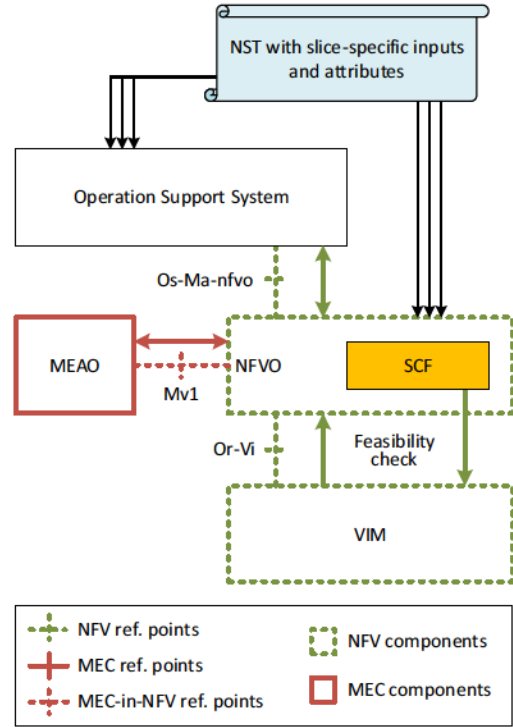 NST with slice-specific inputs
and attributes
Operation Support System
Os-Ma-nfvo
MEAO
NFVO
SCF
Mv1
Or-Vi
Feasibility
check
VIM
NFV ref. points
MEC ref. points
MEC-in-NFV ref. points
NFV components
MEC components